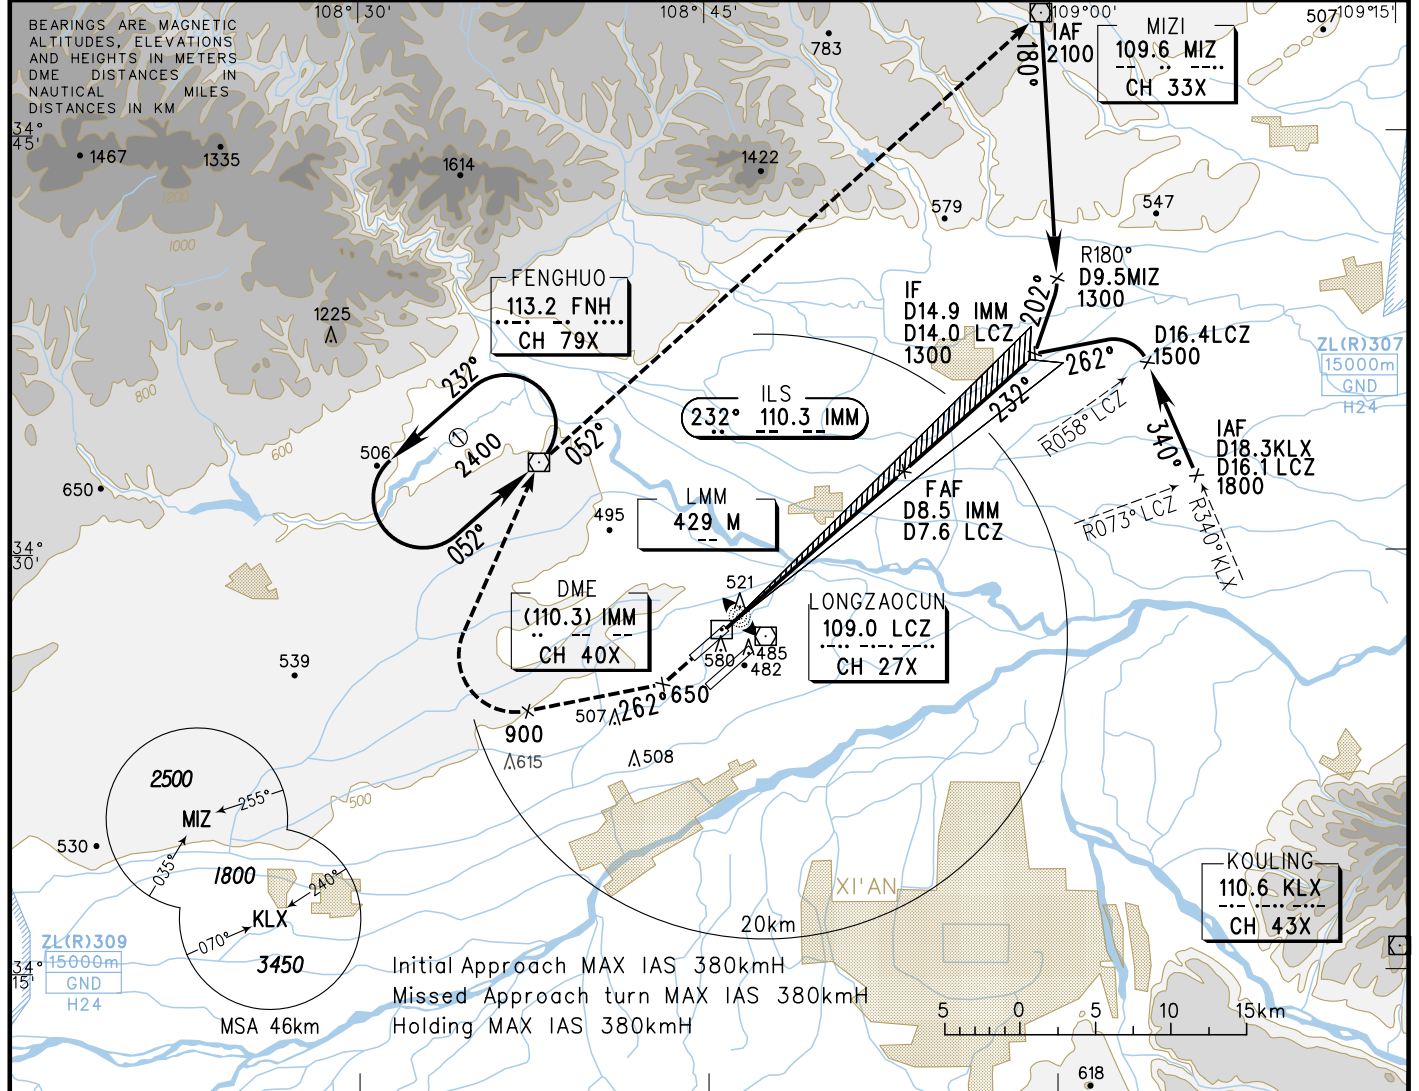 BEARINGS ARE MAGNETIC
ALTITUDES, ELEVATIONS
AND HEIGHTS IN METERS
DME DISTANCES IN
NAUTICAL MILES
DISTANCES IN KM
108°30'
108°45'
109°00'
109°15'
34°
45'
34°
30'
34°
15'
IAF
2100
180°
MIZI
109.6 MIZ
CH 33X
507
783
1467
1335
1614
1422
579
547
1200
1000
800
600
500
1225
FENGHUO
113.2 FNH
CH 79X
R180°
D9.5MIZ
1300
202°
IF
D14.9 IMM
D14.0 LCZ
1300
D16.4LCZ
1500
262°
232°
R058° LCZ
340°
IAF
D18.3KLX
D16.1 LCZ
1800
R073° LCZ
R340° KLX
ZL(R)307
15000m
GND
H24
ILS
232° 110.3 IMM
232°
1
2400
052°
052°
506
650
495
FAF
D8.5 IMM
D7.6 LCZ
LMM
429 M
DME
(110.3) IMM
CH 40X
521
LONGZAOCUN
109.0 LCZ
CH 27X
580
485
482
539
650
262°
507
900
615
508
530
2500
MIZ
255°
035°
1800
240°
KLX
070°
3450
MSA 46km
ZL(R)309
15000m
GND
H24
XI'AN
20km
KOULING
110.6 KLX
CH 43X
Initial Approach MAX IAS 380kmH
Missed Approach turn MAX IAS 380kmH
Holding MAX IAS 380kmH
5 0 5 10 15km
618